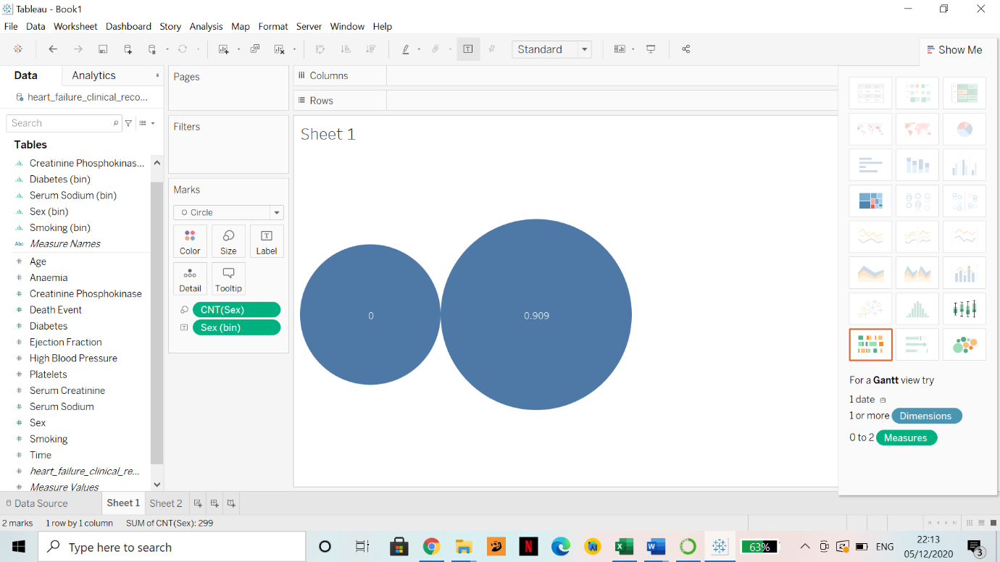 Tableau - Book1
File Data Worksheet Dashboard Story Analysis Map Format Server Window Help
Standard
Show Me
Data
Analytics
heart_failure_clinical_reco...
Search
Tables
Creatinine Phosphokinas...
Diabetes (bin)
Serum Sodium (bin)
Sex (bin)
Smoking (bin)
Abc Measure Names
# Age
# Anaemia
# Creatinine Phosphokinase
# Death Event
# Diabetes
# Ejection Fraction
# High Blood Pressure
# Platelets
# Serum Creatinine
# Serum Sodium
# Sex
# Smoking
# Time
# heart_failure_clinical_re...
# Measure Values
Pages
Filters
Marks
Circle
Color
Size
T
Label
Detail
Tooltip
CNT(Sex)
T Sex (bin)
Columns
Rows
Sheet 1
0
0.909
For a Gantt view try
1 date
1 or more Dimensions
0 to 2 Measures
Data Source
Sheet 1
Sheet 2
2 marks 1 row by 1 column SUM of CNT(Sex): 299
Type here to search
63%
ENG
22:13
05/12/2020
3